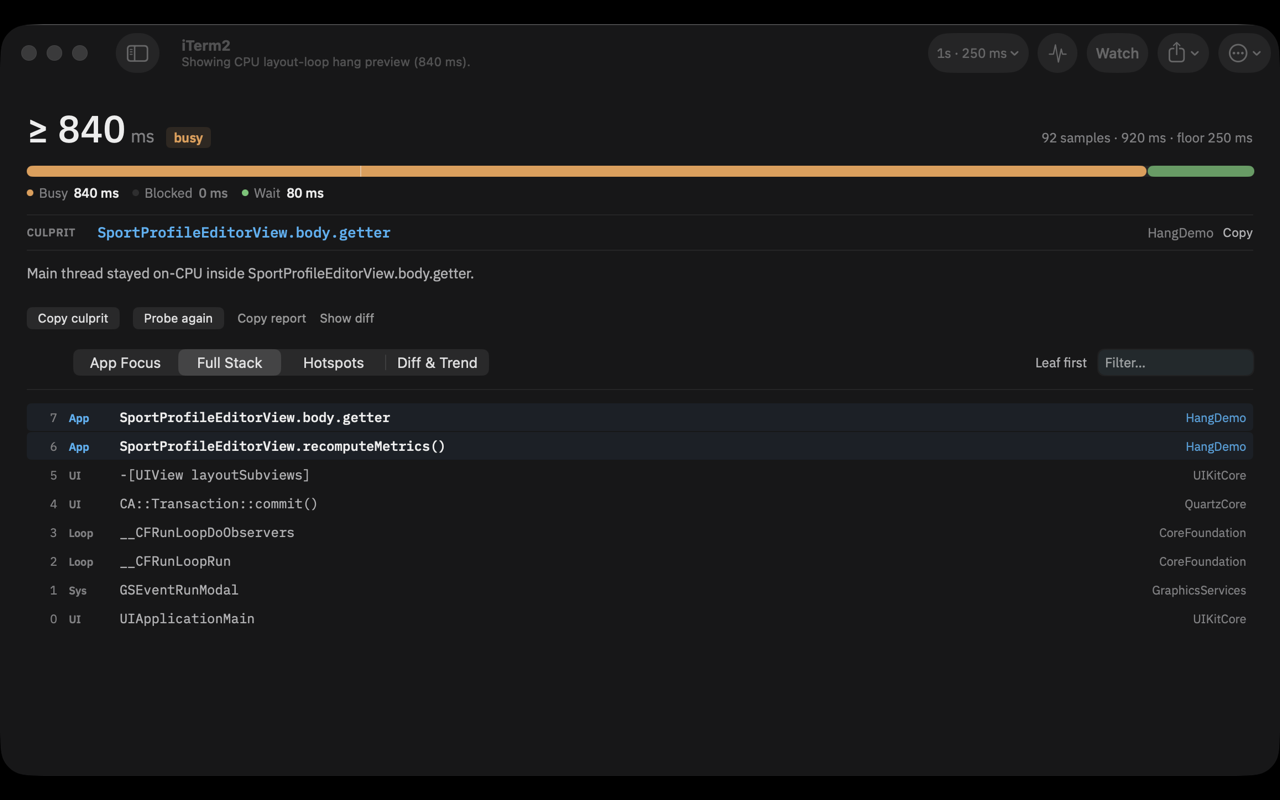 iTerm2
Showing CPU layout-loop hang preview (840 ms).
1s · 250 ms
Watch
≥ 840 ms busy
92 samples · 920 ms · floor 250 ms
Busy 840 ms Blocked 0 ms Wait 80 ms
CULPRIT SportProfileEditorView.body.getter HangDemo Copy
Main thread stayed on-CPU inside SportProfileEditorView.body.getter.
Copy culprit Probe again Copy report Show diff
App Focus Full Stack Hotspots Diff & Trend Leaf first Filter...
7 App SportProfileEditorView.body.getter HangDemo
6 App SportProfileEditorView.recomputeMetrics() HangDemo
5 UI -[UIView layoutSubviews] UIKitCore
4 UI CA::Transaction::commit() QuartzCore
3 Loop __CFRunLoopDoObservers CoreFoundation
2 Loop __CFRunLoopRun CoreFoundation
1 Sys GSEventRunModal GraphicsServices
0 UI UIApplicationMain UIKitCore